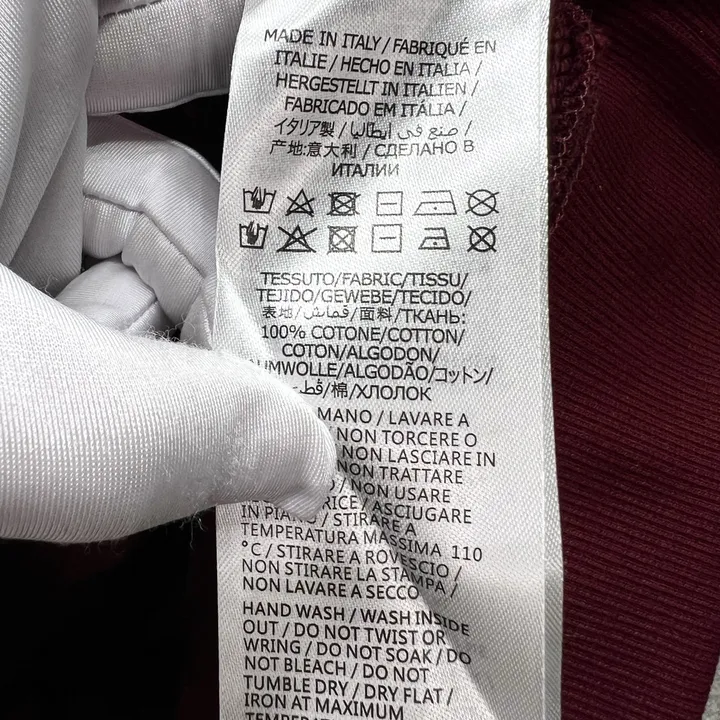 MADE IN ITALY / FABRIQUÉ EN
ITALIE / HECHO EN ITALIA /
HERGESTELLT IN ITALIEN /
FABRICADO EM ITÁLIA /
イタリア製 / صنع في ايطاليا /
产地:意大利 / СДЕЛАНО В
ИТАЛИИ
TESSUTO/FABRIC/TISSU/
TEJIDO/GEWEBE/TECIDO/
表地/قماش/面料/ТКАНЬ:
100% COTONE/COTTON/
COTON/ALGODON/
UMWOLLE/ALGODÃO/コットン/
/棉/ХЛОЛОК
MANO / LAVARE A
NON TORCERE O
NON LASCIARE IN
NON TRATTARE
/ NON USARE
RICE / ASCIUGARE
IN PIANO / STIRARE A
TEMPERATURA MASSIMA 110
°C / STIRARE A ROVESCIO /
NON STIRARE LA STAMPA /
NON LAVARE A SECCO
HAND WASH / WASH INSIDE
OUT / DO NOT TWIST OR
WRING / DO NOT SOAK / DO
NOT BLEACH / DO NOT
TUMBLE DRY / DRY FLAT /
IRON AT MAXIMUM